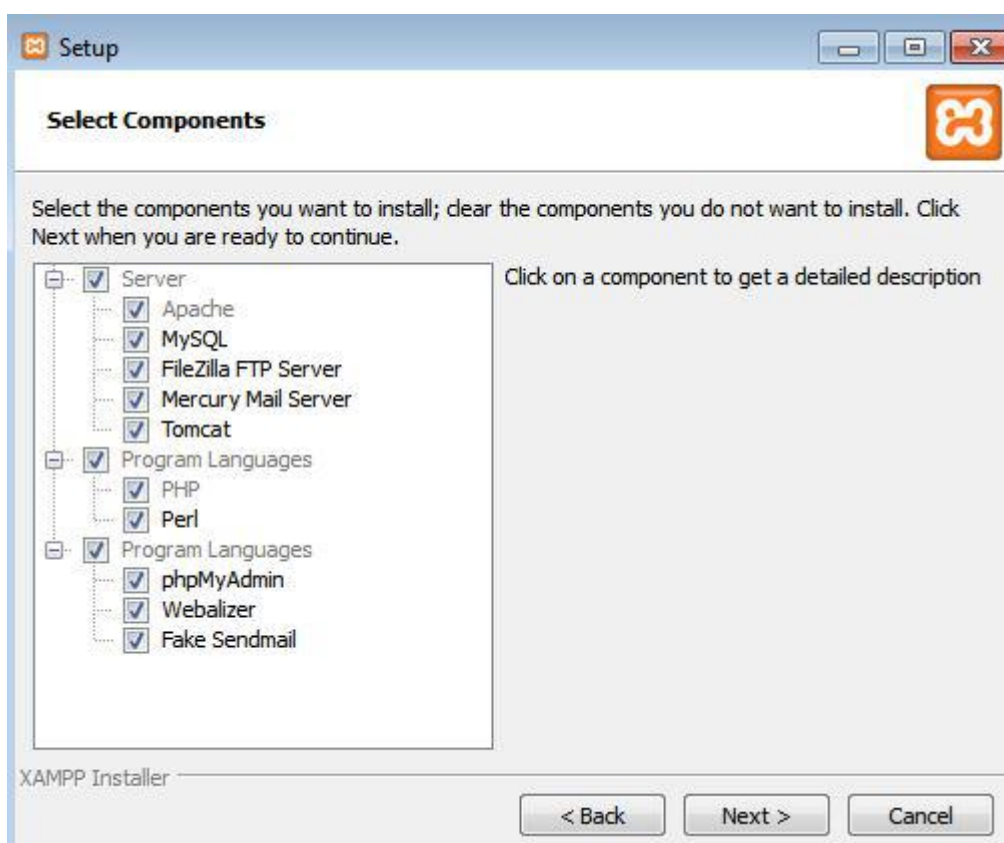 Setup
Select Components
Select the components you want to install; clear the components you do not want to install. Click
Next when you are ready to continue.
Server
Apache
MySQL
FileZilla FTP Server
Mercury Mail Server
Tomcat
Program Languages
PHP
Perl
Program Languages
phpMyAdmin
Webalizer
Fake Sendmail
Click on a component to get a detailed description
XAMPP Installer
< Back
Next >
Cancel